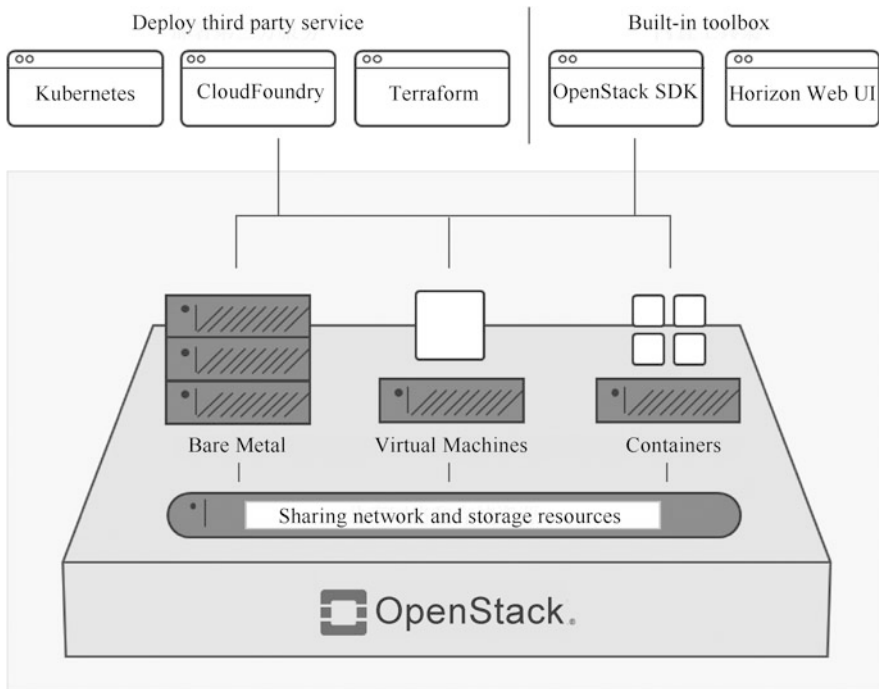 Deploy third party service
Built-in toolbox
Kubernetes
CloudFoundry
Terraform
OpenStack SDK
Horizon Web UI
Bare Metal
Virtual Machines
Containers
Sharing network and storage resources
OpenStack.